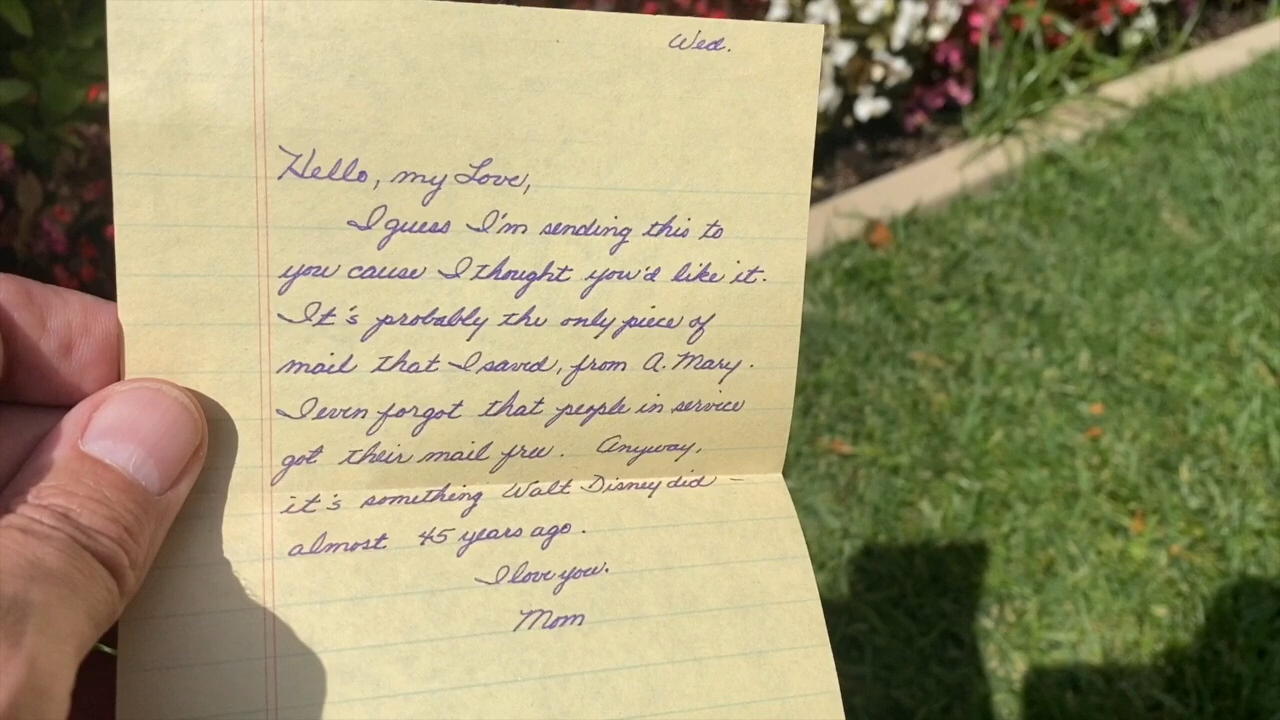 Wed.
Hello, my Love,
I guess I'm sending this to
you cause I thought you'd like it.
It's probably the only piece of
mail that I saved, from A. Mary.
I even forgot that people in service
got their mail free. Anyway,
it's something Walt Disney did -
almost 45 years ago.
I love you.
Mom